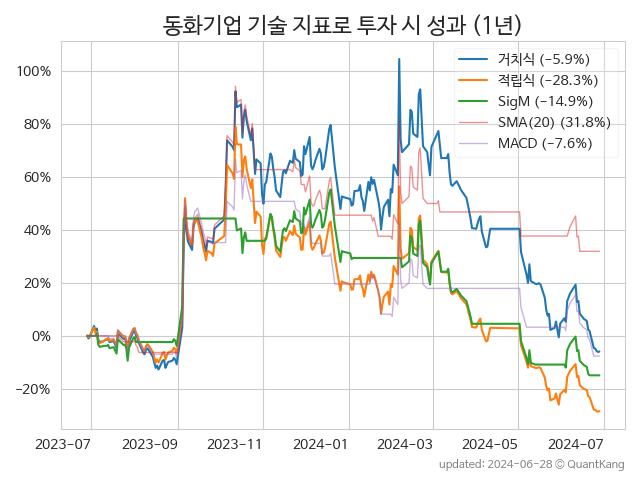 동화기업 기술 지표로 투자 시 성과 (1년)
거치식 (−5.9%)
적립식 (−28.3%)
SigM (−14.9%)
SMA(20) (31.8%)
MACD (−7.6%)
100%
80%
60%
40%
20%
0%
−20%
2023-07 2023-09 2023-11 2024-01 2024-03 2024-05 2024-07
updated: 2024-06-28 ⓒ QuantKang